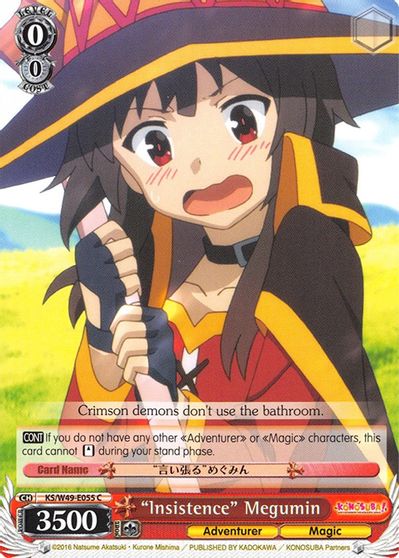 LEVEL
0
0
COST
Crimson demons don't use the bathroom.
CONT If you do not have any other «Adventurer» or «Magic» characters, this
card cannot [*] during your stand phase.
Card Name
"言い張る"めぐみん
CH KS/W49-E055 C
POWER 3500 SOUL
"Insistence" Megumin
KONOSUBA!
Adventurer
Magic
©2016 Natsume Akatsuki・Kurone Mishima / PUBLISHED BY KADOKAWA / KONOSUBA Partners